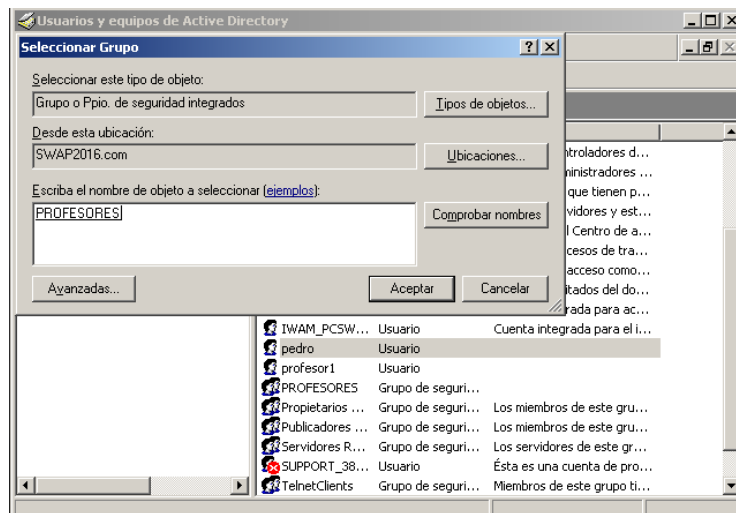 Usuarios y equipos de Active Directory
Seleccionar Grupo
Seleccionar este tipo de objeto:
Grupo o Ppio. de seguridad integrados
Tipos de objetos...
Desde esta ubicación:
SWAP2016.com
Ubicaciones...
Escriba el nombre de objeto a seleccionar (ejemplos):
PROFESORES
Comprobar nombres
Avanzadas...
Aceptar
Cancelar
ntroladores d...
ministradores ...
que tienen p...
vidores y est...
l Centro de a...
cesos de tra...
acceso como...
itados del do...
rada para ac...
IWAM_PCSW... Usuario Cuenta integrada para el i...
pedro Usuario
profesor1 Usuario
PROFESORES Grupo de seguri...
Propietarios ... Grupo de seguri... Los miembros de este gru...
Publicadores ... Grupo de seguri... Los miembros de este gru...
Servidores R... Grupo de seguri... Los servidores de este gr...
SUPPORT_38... Usuario Ésta es una cuenta de pro...
TelnetClients Grupo de seguri... Miembros de este grupo ti...